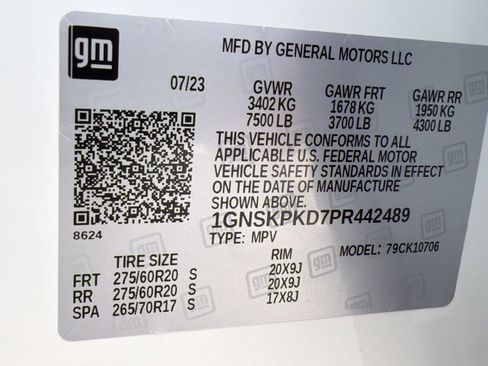 gm
MFD BY GENERAL MOTORS LLC
07/23 GVWR GAWR FRT GAWR RR
3402 KG 1678 KG 1950 KG
7500 LB 3700 LB 4300 LB
THIS VEHICLE CONFORMS TO ALL
APPLICABLE U.S. FEDERAL MOTOR
VEHICLE SAFETY STANDARDS IN EFFECT
ON THE DATE OF MANUFACTURE
SHOWN ABOVE.
1GNSKPKD7PR442489
8624 TYPE: MPV MODEL: 79CK10706
TIRE SIZE RIM
FRT 275/60R20 S 20X9J
RR 275/60R20 S 20X9J
SPA 265/70R17 S 17X8J